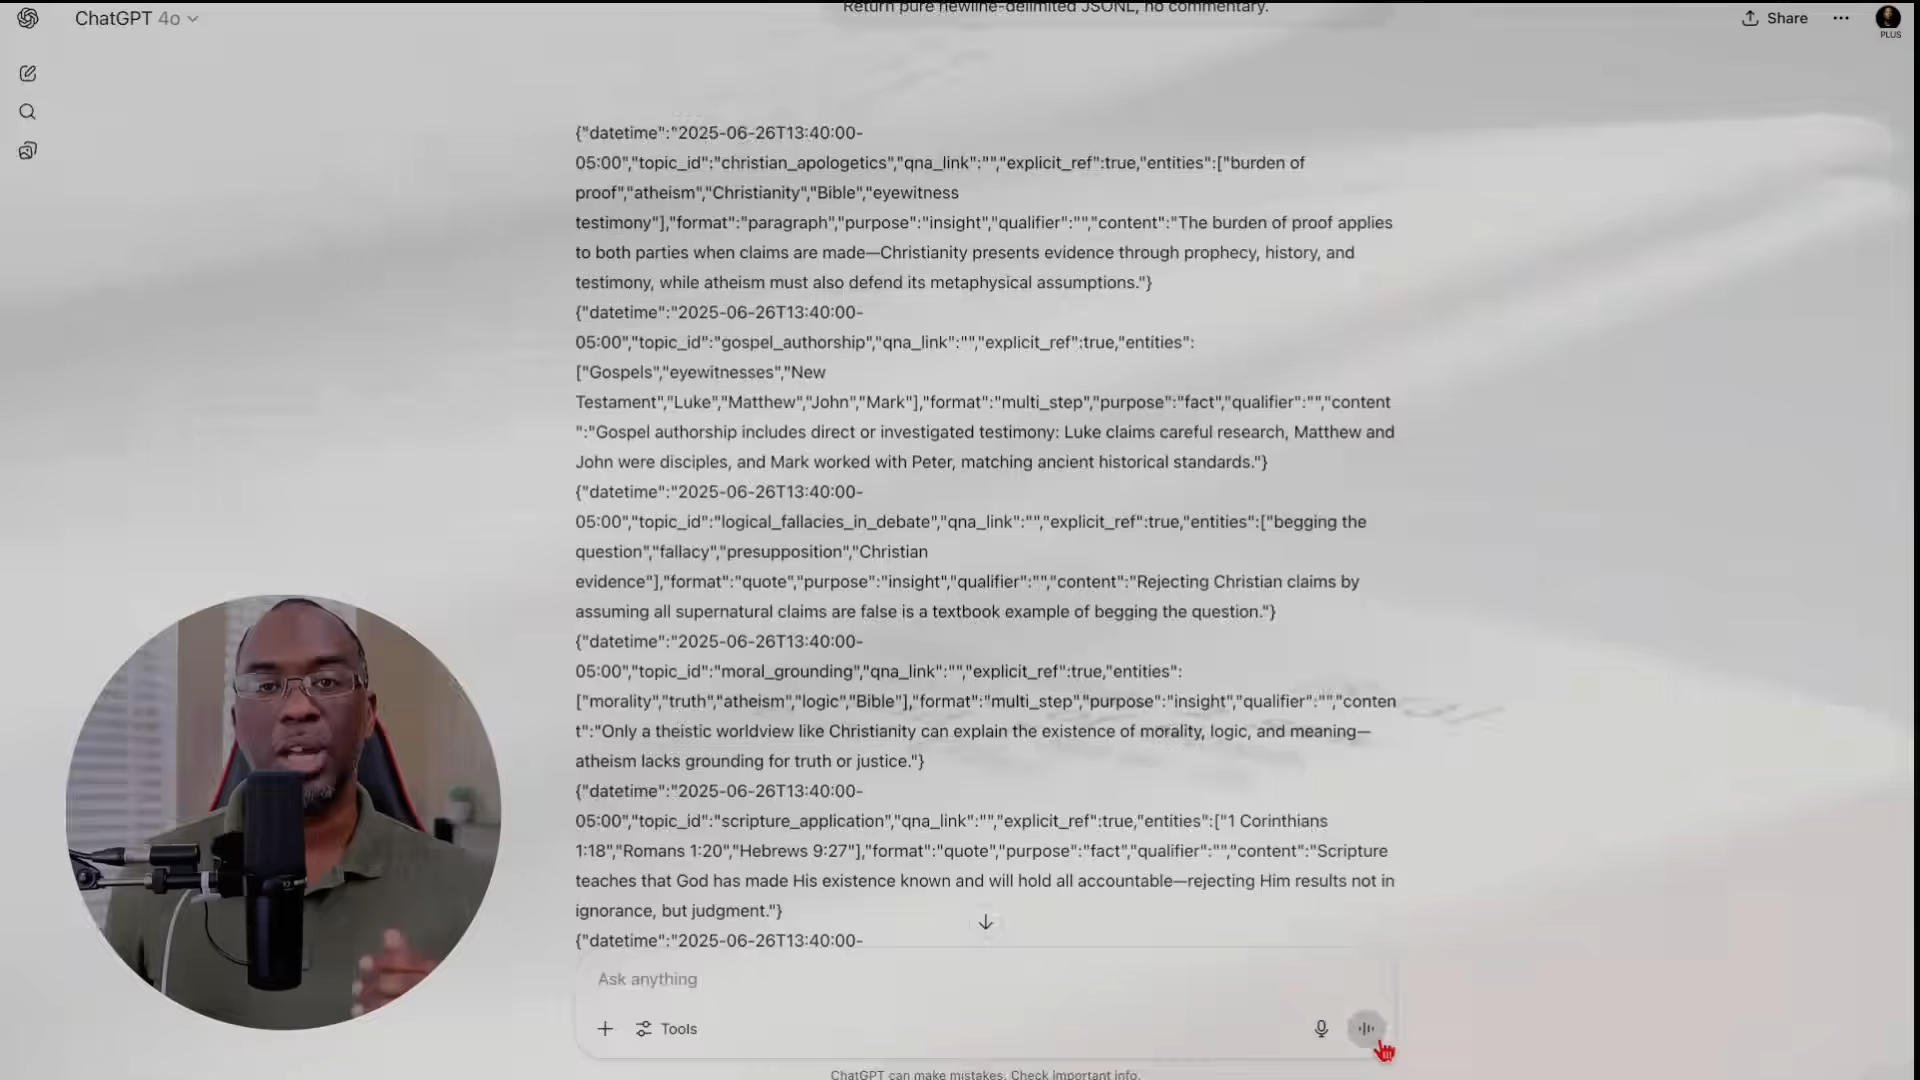 Return pure newline-delimited JSONL, no commentary.
ChatGPT 4o
Share
PLUS
{"datetime":"2025-06-26T13:40:00-
05:00","topic_id":"christian_apologetics","qna_link":"","explicit_ref":true,"entities":["burden of
proof","atheism","Christianity","Bible","eyewitness
testimony"],"format":"paragraph","purpose":"insight","qualifier":"","content":"The burden of proof applies
to both parties when claims are made—Christianity presents evidence through prophecy, history, and
testimony, while atheism must also defend its metaphysical assumptions."}
{"datetime":"2025-06-26T13:40:00-
05:00","topic_id":"gospel_authorship","qna_link":"","explicit_ref":true,"entities":
["Gospels","eyewitnesses","New
Testament","Luke","Matthew","John","Mark"],"format":"multi_step","purpose":"fact","qualifier":"","content
":"Gospel authorship includes direct or investigated testimony: Luke claims careful research, Matthew and
John were disciples, and Mark worked with Peter, matching ancient historical standards."}
{"datetime":"2025-06-26T13:40:00-
05:00","topic_id":"logical_fallacies_in_debate","qna_link":"","explicit_ref":true,"entities":["begging the
question","fallacy","presupposition","Christian
evidence"],"format":"quote","purpose":"insight","qualifier":"","content":"Rejecting Christian claims by
assuming all supernatural claims are false is a textbook example of begging the question."}
{"datetime":"2025-06-26T13:40:00-
05:00","topic_id":"moral_grounding","qna_link":"","explicit_ref":true,"entities":
["morality","truth","atheism","logic","Bible"],"format":"multi_step","purpose":"insight","qualifier":"","conten
t":"Only a theistic worldview like Christianity can explain the existence of morality, logic, and meaning—
atheism lacks grounding for truth or justice."}
{"datetime":"2025-06-26T13:40:00-
05:00","topic_id":"scripture_application","qna_link":"","explicit_ref":true,"entities":["1 Corinthians
1:18","Romans 1:20","Hebrews 9:27"],"format":"quote","purpose":"fact","qualifier":"","content":"Scripture
teaches that God has made His existence known and will hold all accountable—rejecting Him results not in
ignorance, but judgment."}
{"datetime":"2025-06-26T13:40:00-
Ask anything
Tools
ChatGPT can make mistakes. Check important info.